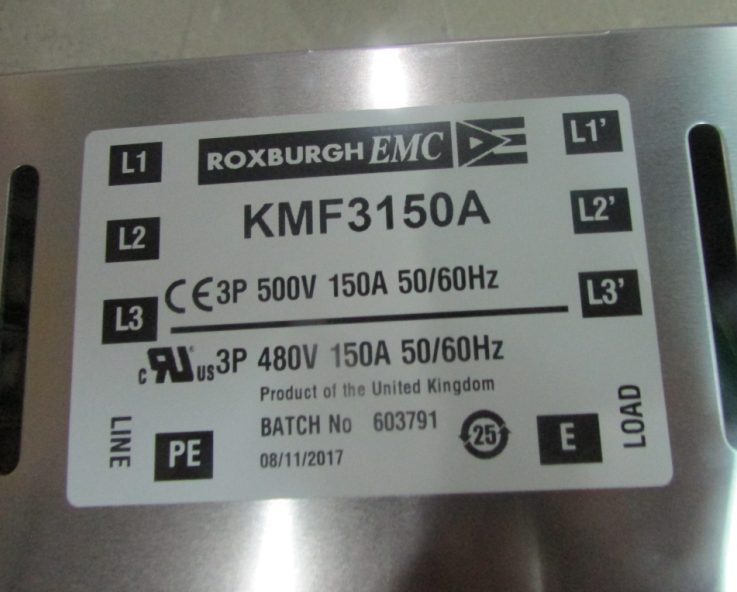 L1 ROXBURGH EMC L1'
L2 KMF3150A L2'
L3 CE 3P 500V 150A 50/60Hz L3'
c RU us 3P 480V 150A 50/60Hz
Product of the United Kingdom
LINE PE BATCH No 603791 25 E LOAD
08/11/2017